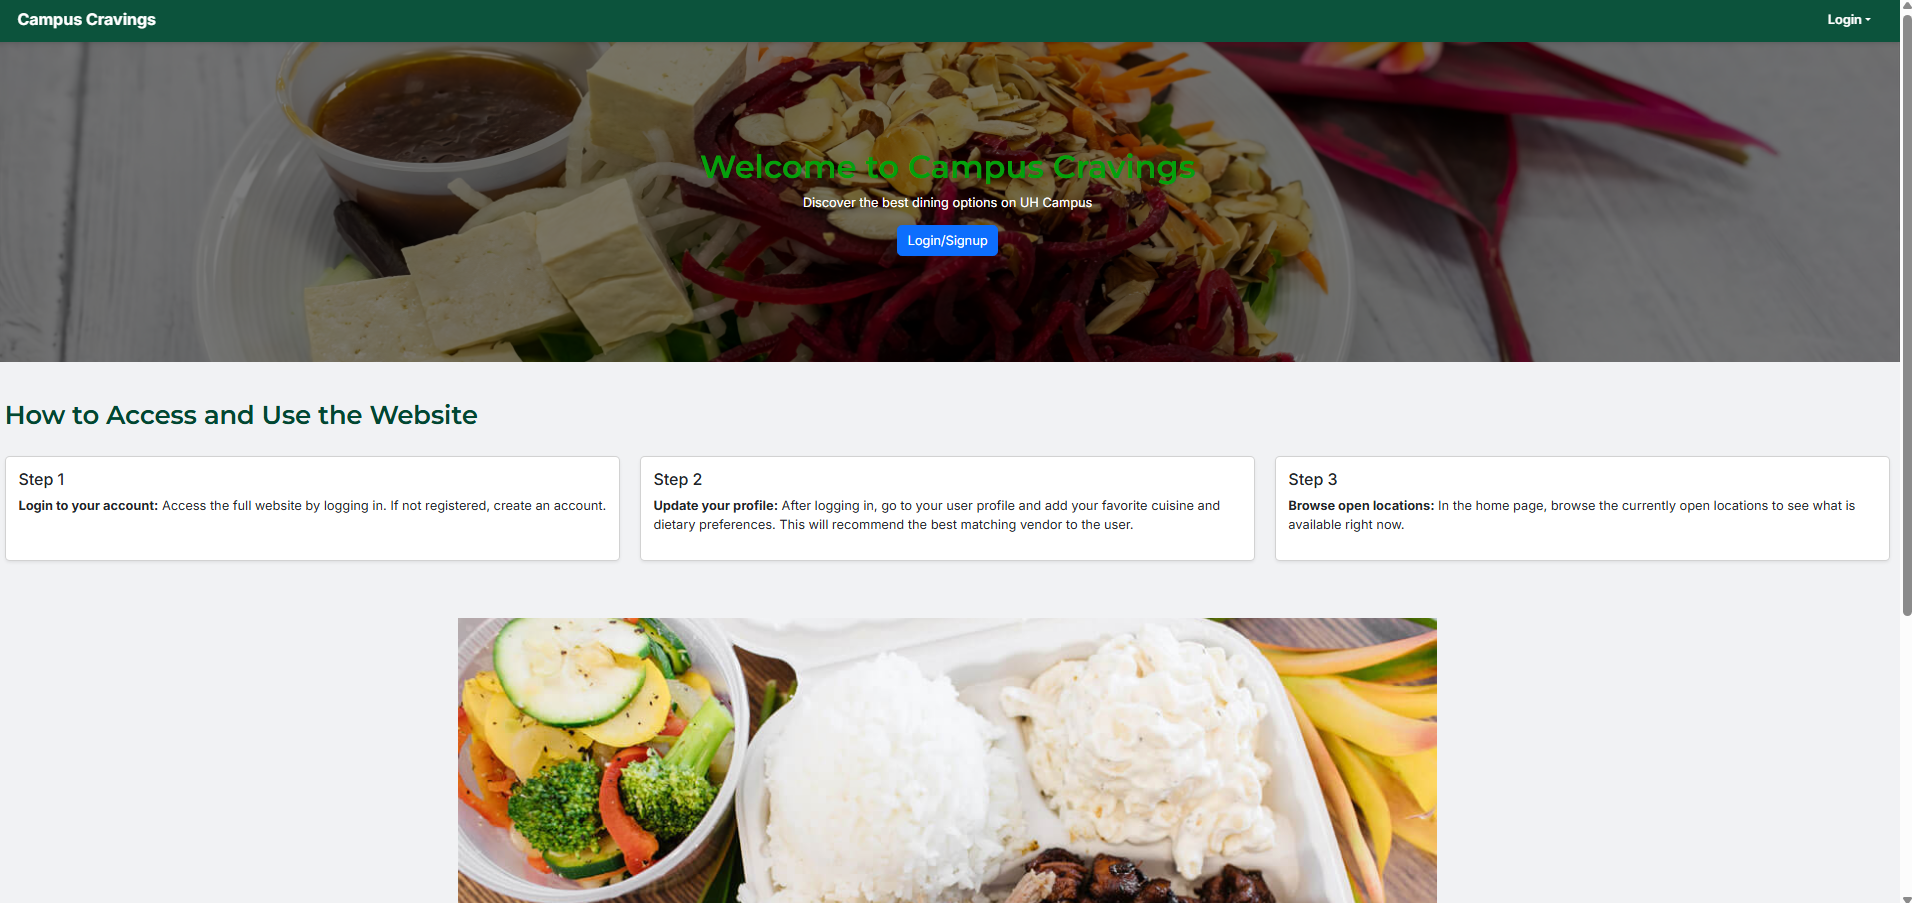 Campus Cravings
Login
Welcome to Campus Cravings
Discover the best dining options on UH Campus
Login/Signup
How to Access and Use the Website
Step 1
Login to your account: Access the full website by logging in. If not registered, create an account.
Step 2
Update your profile: After logging in, go to your user profile and add your favorite cuisine and
dietary preferences. This will recommend the best matching vendor to the user.
Step 3
Browse open locations: In the home page, browse the currently open locations to see what is
available right now.